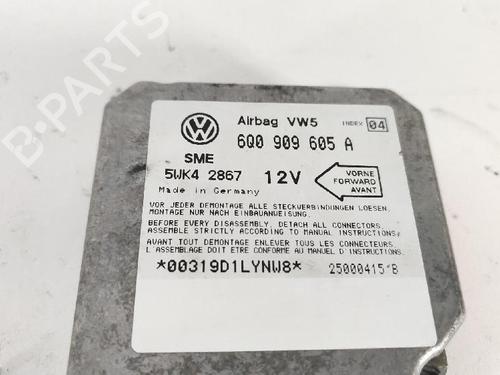 Airbag VW5
INDEX 04
6Q0 909 605 A
SME
5WK4 2867
12V
Made in Germany
VORNE
FORWARD
AVANT
VOR JEDER DEMONTAGE ALLE STECKVERBINDUNGEN LOESEN,
MONTAGE NUR NACH EINBAUANWEISUNG.
BEFORE EVERY DISASSEMBLY, DETACH ALL CONNECTORS.
ASSEMBLE STRICTLY ACCORDING TO MANUAL INSTRUCTIONS/
AVANT TOUT DEMONTAGE ENLEVER TOUS LES CONNECTEURS.
L'ASSEMBLAGE DOIT ETRE CONFORME AU MANUEL D'INSTRUCTIONS
*00319D1LYNW8*
25000415*B